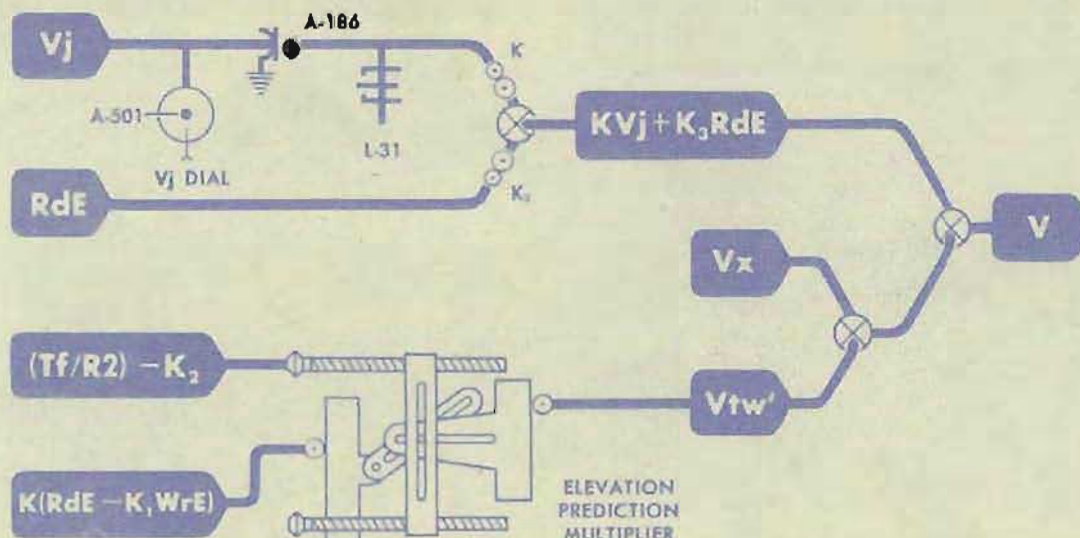 A-186
Vj
K
A-501
L-31
KVj+K₃RdE
Vj DIAL
K₃
RdE
V
Vx
(Tf/R2) -K₂
Vtw'
K(RdE -K₁WrE)
ELEVATION
PREDICTION
MULTIPLIER